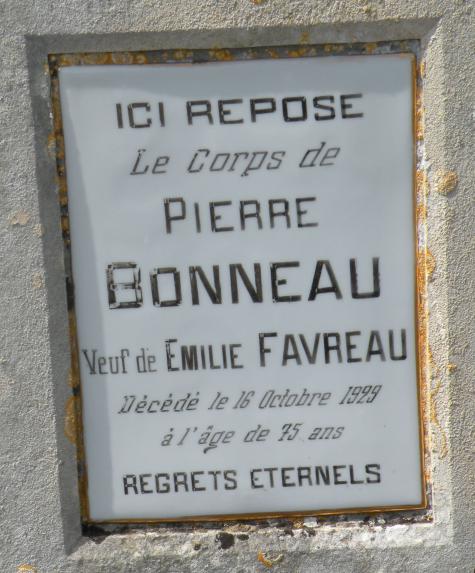 ICI REPOSE
Le Corps de
PIERRE
BONNEAU
Veuf de EMILIE FAVREAU
Décédé le 16 Octobre 1929
à l'âge de 75 ans
REGRETS ETERNELS